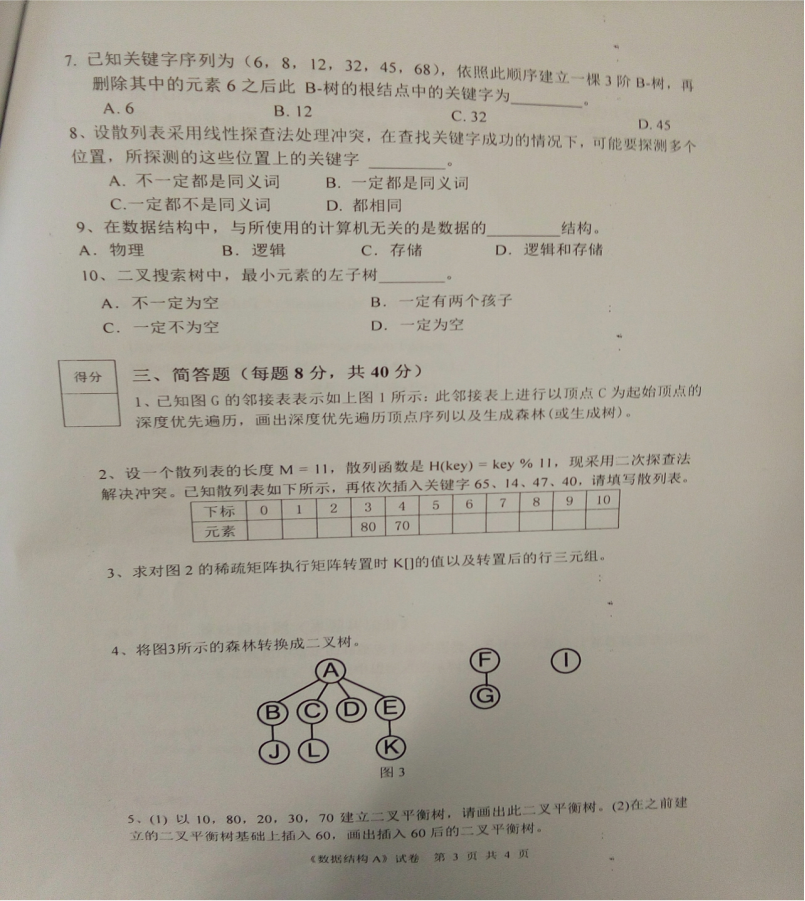 7. 已知关键字序列为（6，8，12，32，45，68），依照此顺序建立一棵 3 阶 B-树，再
删除其中的元素 6 之后此 B-树的根结点中的关键字为________。
A. 6 B. 12 C. 32 D. 45
8、设散列表采用线性探查法处理冲突，在查找关键字成功的情况下，可能要探测多个
位置，所探测的这些位置上的关键字 ________。
A. 不一定都是同义词 B. 一定都是同义词
C.一定都不是同义词 D. 都相同
9、在数据结构中，与所使用的计算机无关的是数据的________结构。
A. 物理 B. 逻辑 C. 存储 D. 逻辑和存储
10、二叉搜索树中，最小元素的左子树________。
A. 不一定为空 B. 一定有两个孩子
C. 一定不为空 D. 一定为空
得分
三、简答题（每题 8 分，共 40 分）
1、已知图 G 的邻接表表示如上图 1 所示：此邻接表上进行以顶点 C 为起始顶点的
深度优先遍历，画出深度优先遍历顶点序列以及生成森林(或生成树)。
2、设一个散列表的长度 M = 11，散列函数是 H(key) = key % 11，现采用二次探查法
解决冲突。已知散列表如下所示，再依次插入关键字 65、14、47、40，请填写散列表。
下标 0 1 2 3 4 5 6 7 8 9 10
元素 80 70
3、求对图 2 的稀疏矩阵执行矩阵转置时 K[]的值以及转置后的行三元组。
4、将图3所示的森林转换成二叉树。
A F I
B C D E G
J L K
图 3
5、(1) 以 10，80，20，30，70 建立二叉平衡树，请画出此二叉平衡树。(2)在之前建
立的二叉平衡树基础上插入 60，画出插入 60 后的二叉平衡树。
《数据结构 A》试卷 第 3 页 共 4 页